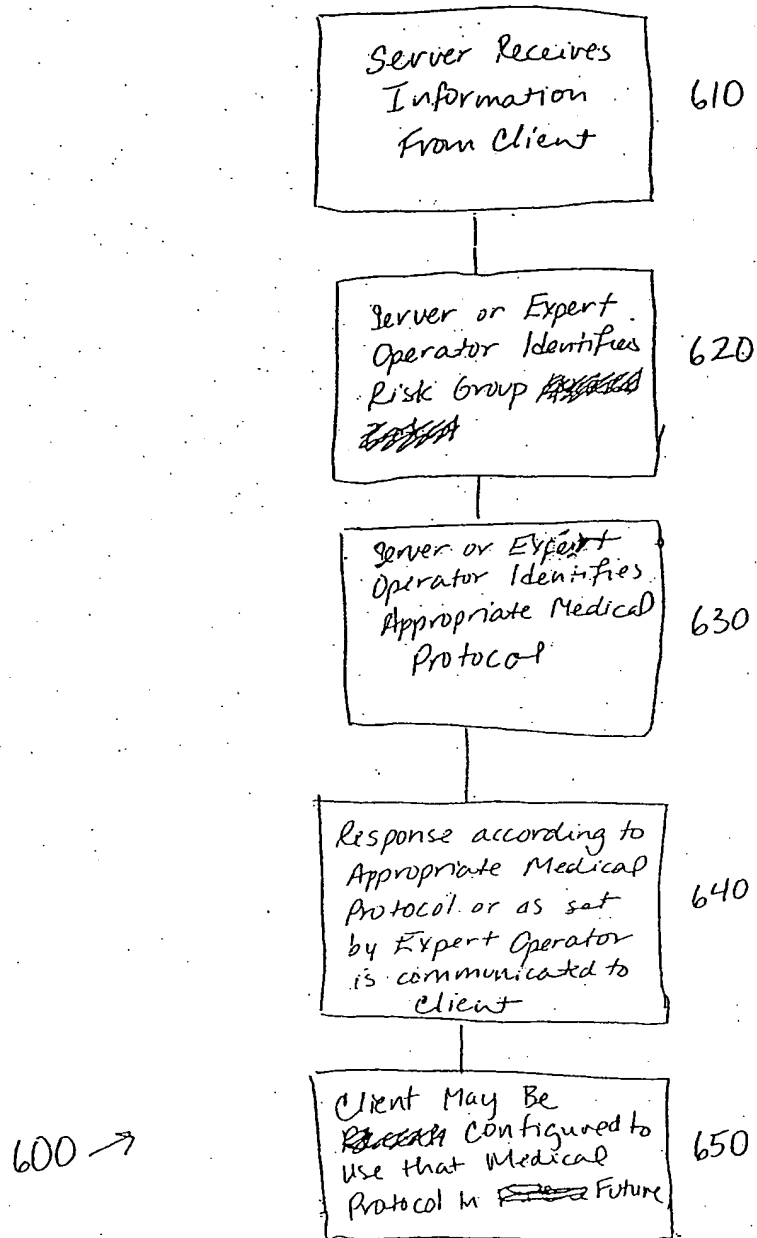 Server Receives
Information
From Client
610
Server or Expert
Operator Identifies
Risk Group
620
Server or Expert
Operator Identifies
Appropriate Medical
Protocol
630
Response according to
Appropriate Medical
Protocol or as set
by Expert Operator
is communicated to
Client
640
Client May Be
Configured to
Use that Medical
Protocol in Future
650
600